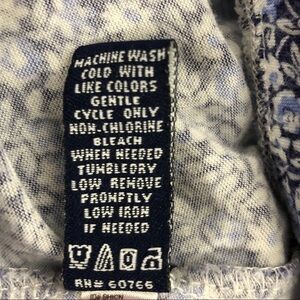 MACHINE WASH
COLD WITH
LIKE COLORS
GENTLE
CYCLE ONLY
NON-CHLORINE
BLEACH
WHEN NEEDED
TUMBLEDRY
LOW REMOVE
PROMPTLY
LOW IRON
IF NEEDED
RN# 60766